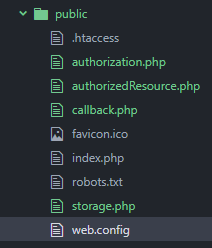 public
.htaccess
authorization.php
authorizedResource.php
callback.php
favicon.ico
index.php
robots.txt
storage.php
web.config